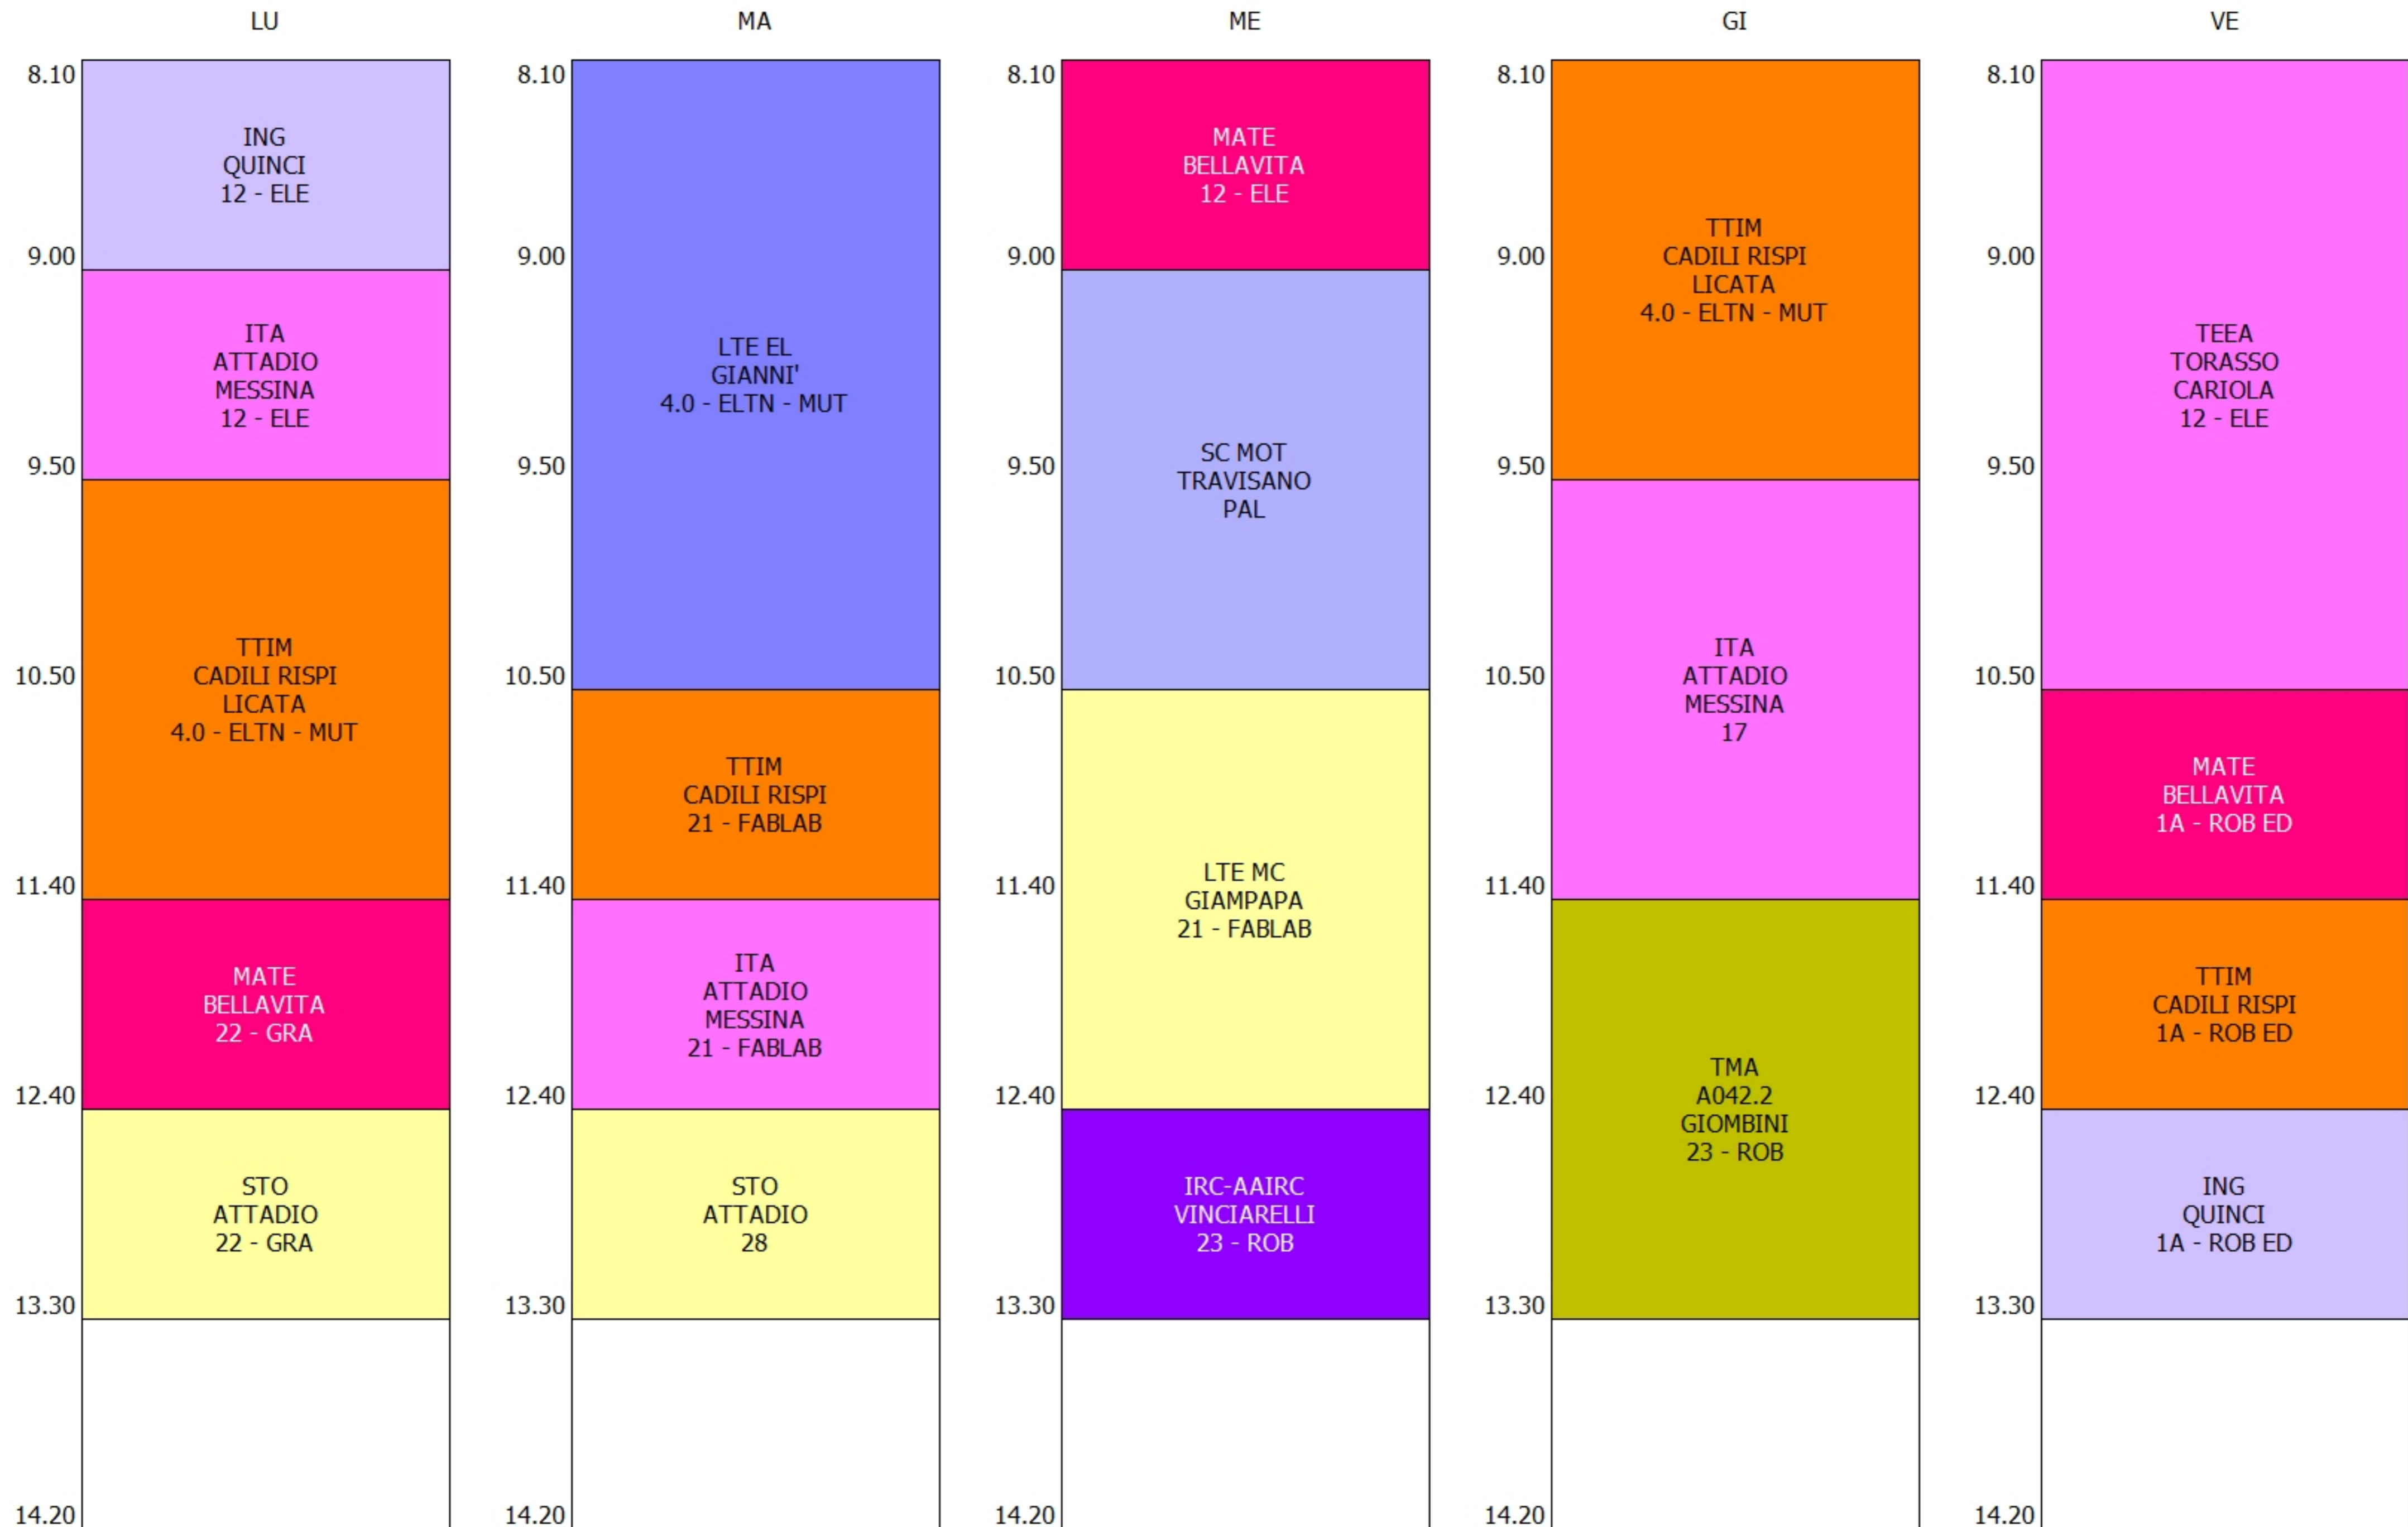 LU
8.10
ING
QUINCI
12 - ELE
9.00
ITA
ATTADIO
MESSINA
12 - ELE
9.50
TTIM
CADILI RISPI
LICATA
4.0 - ELTN - MUT
10.50
11.40
MATE
BELLAVITA
22 - GRA
12.40
STO
ATTADIO
22 - GRA
13.30
14.20
MA
8.10
9.00
LTE EL
GIANNI'
4.0 - ELTN - MUT
9.50
10.50
TTIM
CADILI RISPI
21 - FABLAB
11.40
ITA
ATTADIO
MESSINA
21 - FABLAB
12.40
STO
ATTADIO
28
13.30
14.20
ME
8.10
MATE
BELLAVITA
12 - ELE
9.00
SC MOT
TRAVISANO
PAL
9.50
10.50
LTE MC
GIAMPAPA
21 - FABLAB
11.40
12.40
IRC-AAIRC
VINCIARELLI
23 - ROB
13.30
14.20
GI
8.10
TTIM
CADILI RISPI
LICATA
4.0 - ELTN - MUT
9.00
9.50
ITA
ATTADIO
MESSINA
17
10.50
11.40
TMA
A042.2
GIOMBINI
23 - ROB
12.40
13.30
14.20
VE
8.10
9.00
TEEA
TORASSO
CARIOLA
12 - ELE
9.50
10.50
MATE
BELLAVITA
1A - ROB ED
11.40
TTIM
CADILI RISPI
1A - ROB ED
12.40
ING
QUINCI
1A - ROB ED
13.30
14.20